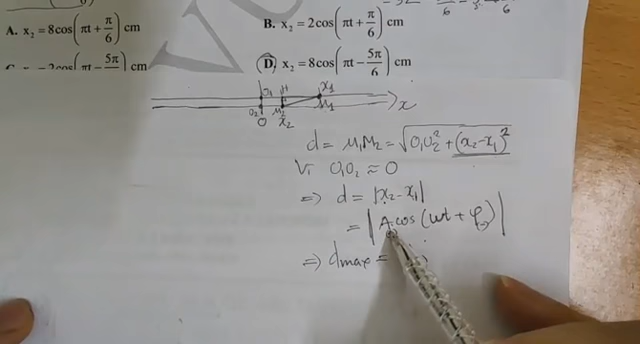 A. x₂ = 8cos(πt + π/6) cm
B. x₂ = 2cos(πt + π/6) cm
D. x₂ = 8cos(πt − 5π/6) cm
O₁ H x₁
O₂ M₂ M₁ x
O x₂
d = M₁M₂ = √(O₁O₂² + (x₂−x₁)²)
Vì O₁O₂ ≈ 0
⇒ d = |x₂ − x₁|
= |A cos(ωt + φ)|
⇒ dmax =